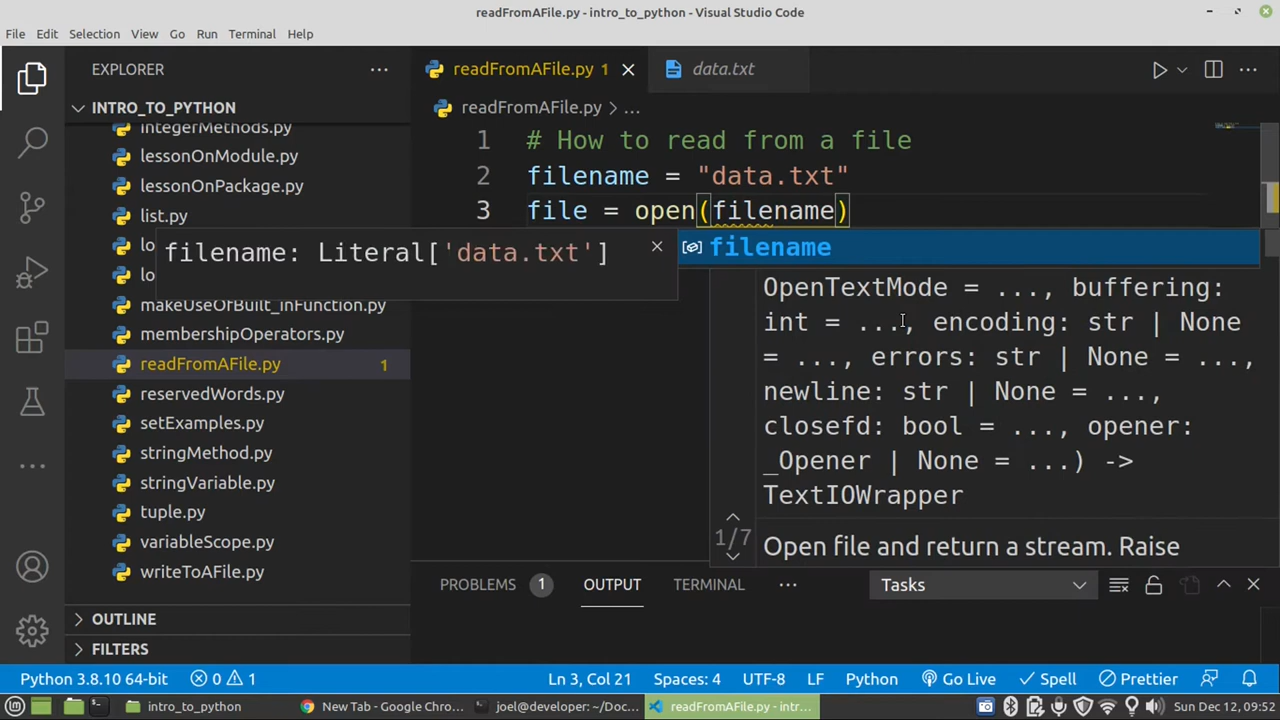 readFromAFile.py - intro_to_python - Visual Studio Code
File Edit Selection View Go Run Terminal Help
EXPLORER
readFromAFile.py 1
data.txt
INTRO_TO_PYTHON
readFromAFile.py > ...
integerMethods.py
lessonOnModule.py
lessonOnPackage.py
list.py
lo
lo
makeUseOfBuilt_inFunction.py
membershipOperators.py
readFromAFile.py 1
reservedWords.py
setExamples.py
stringMethod.py
stringVariable.py
tuple.py
variableScope.py
writeToAFile.py
OUTLINE
FILTERS
1 # How to read from a file
2 filename = "data.txt"
3 file = open(filename)
filename: Literal['data.txt']
filename
OpenTextMode = ..., buffering:
int = ..., encoding: str | None
= ..., errors: str | None = ...,
newline: str | None = ...,
closefd: bool = ..., opener:
_Opener | None = ...) ->
TextIOWrapper
1/7
Open file and return a stream. Raise
PROBLEMS 1 OUTPUT TERMINAL ... Tasks
Python 3.8.10 64-bit 0 1 Ln 3, Col 21 Spaces: 4 UTF-8 LF Python Go Live Spell Prettier
intro_to_python New Tab - Google Chro... joel@developer: ~/Doc... readFromAFile.py - intr... Sun Dec 12, 09:52